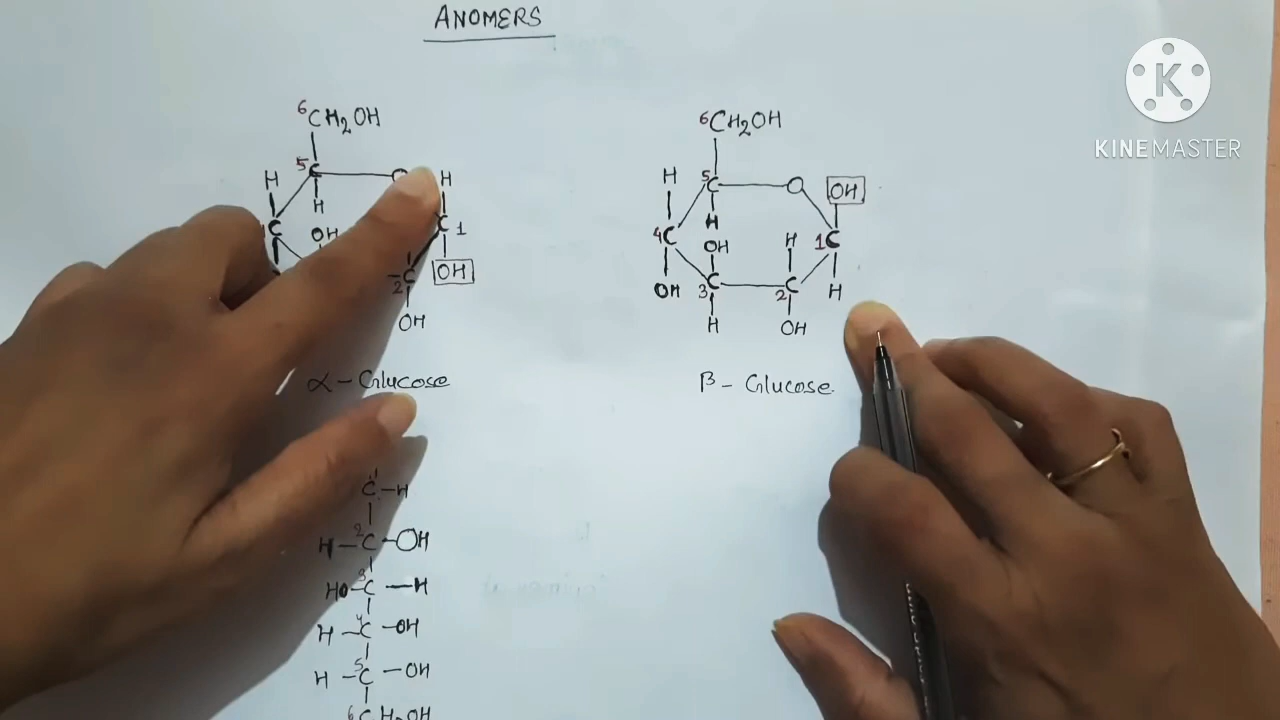 ANOMERS
KINEMASTER
6CH2OH
5C
H
H
H
OH
C 1
2C
OH
OH
α - Glucose
6CH2OH
H
5C
O
OH
H
4C
OH
H
1C
OH
3C
2C
H
H
OH
β - Glucose
C-H
H-2C-OH
HO-3C-H
H-4C-OH
H-5C-OH
6CH2OH